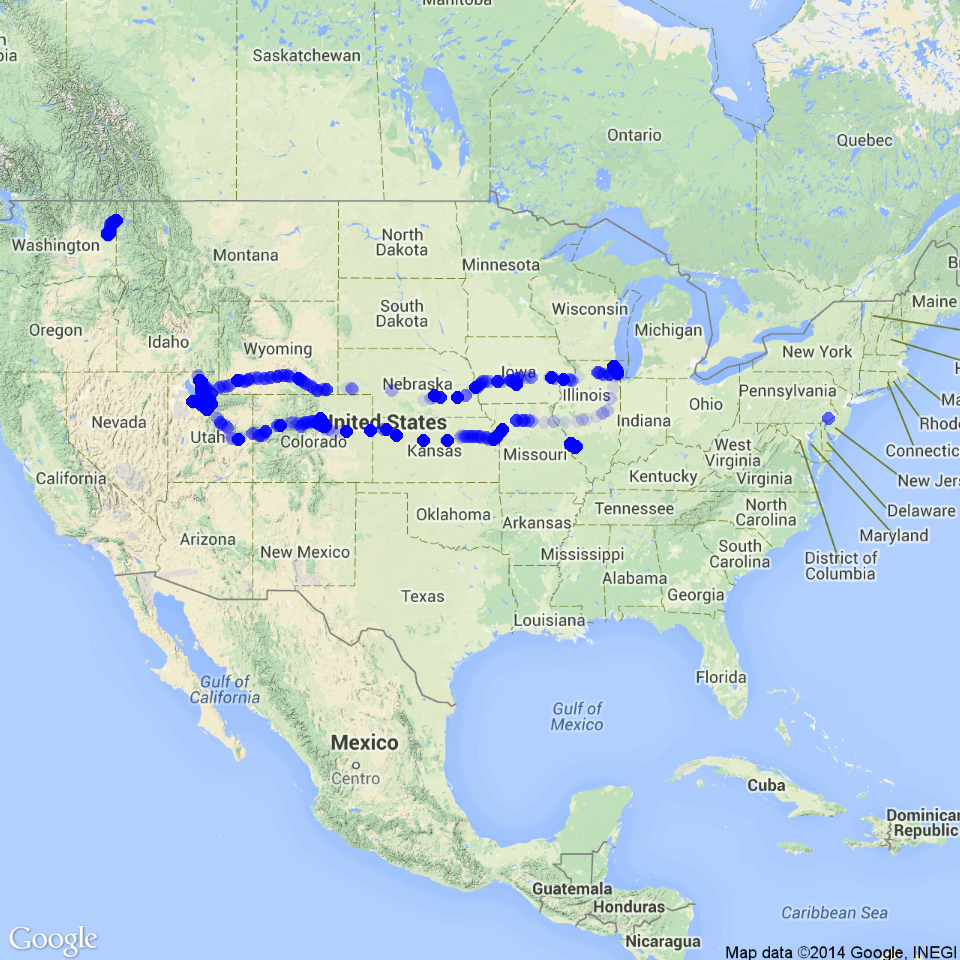 Manitoba
Saskatchewan
Ontario
Quebec
Washington
Montana
North
Dakota
Minnesota
Maine
South
Dakota
Wisconsin
Michigan
Oregon
Idaho
Wyoming
New York
Iowa
Nebraska
Illinois
Pennsylvania
Ohio
Indiana
Nevada
United States
Utah
Colorado
Kansas
Missouri
West
Virginia
Connectic
Rhode
Ma
H
California
Kentucky
Virginia
New Jers
Oklahoma
Arkansas
Tennessee
North
Carolina
Delaware
Maryland
Arizona
New Mexico
Mississippi
South
Carolina
District of
Columbia
Alabama
Georgia
Texas
Louisiana
Florida
Gulf of
California
Gulf of
Mexico
Mexico
Centro
Cuba
Dominican
Republic
Guatemala
Honduras
Caribbean Sea
Nicaragua
Google
Map data ©2014 Google, INEGI